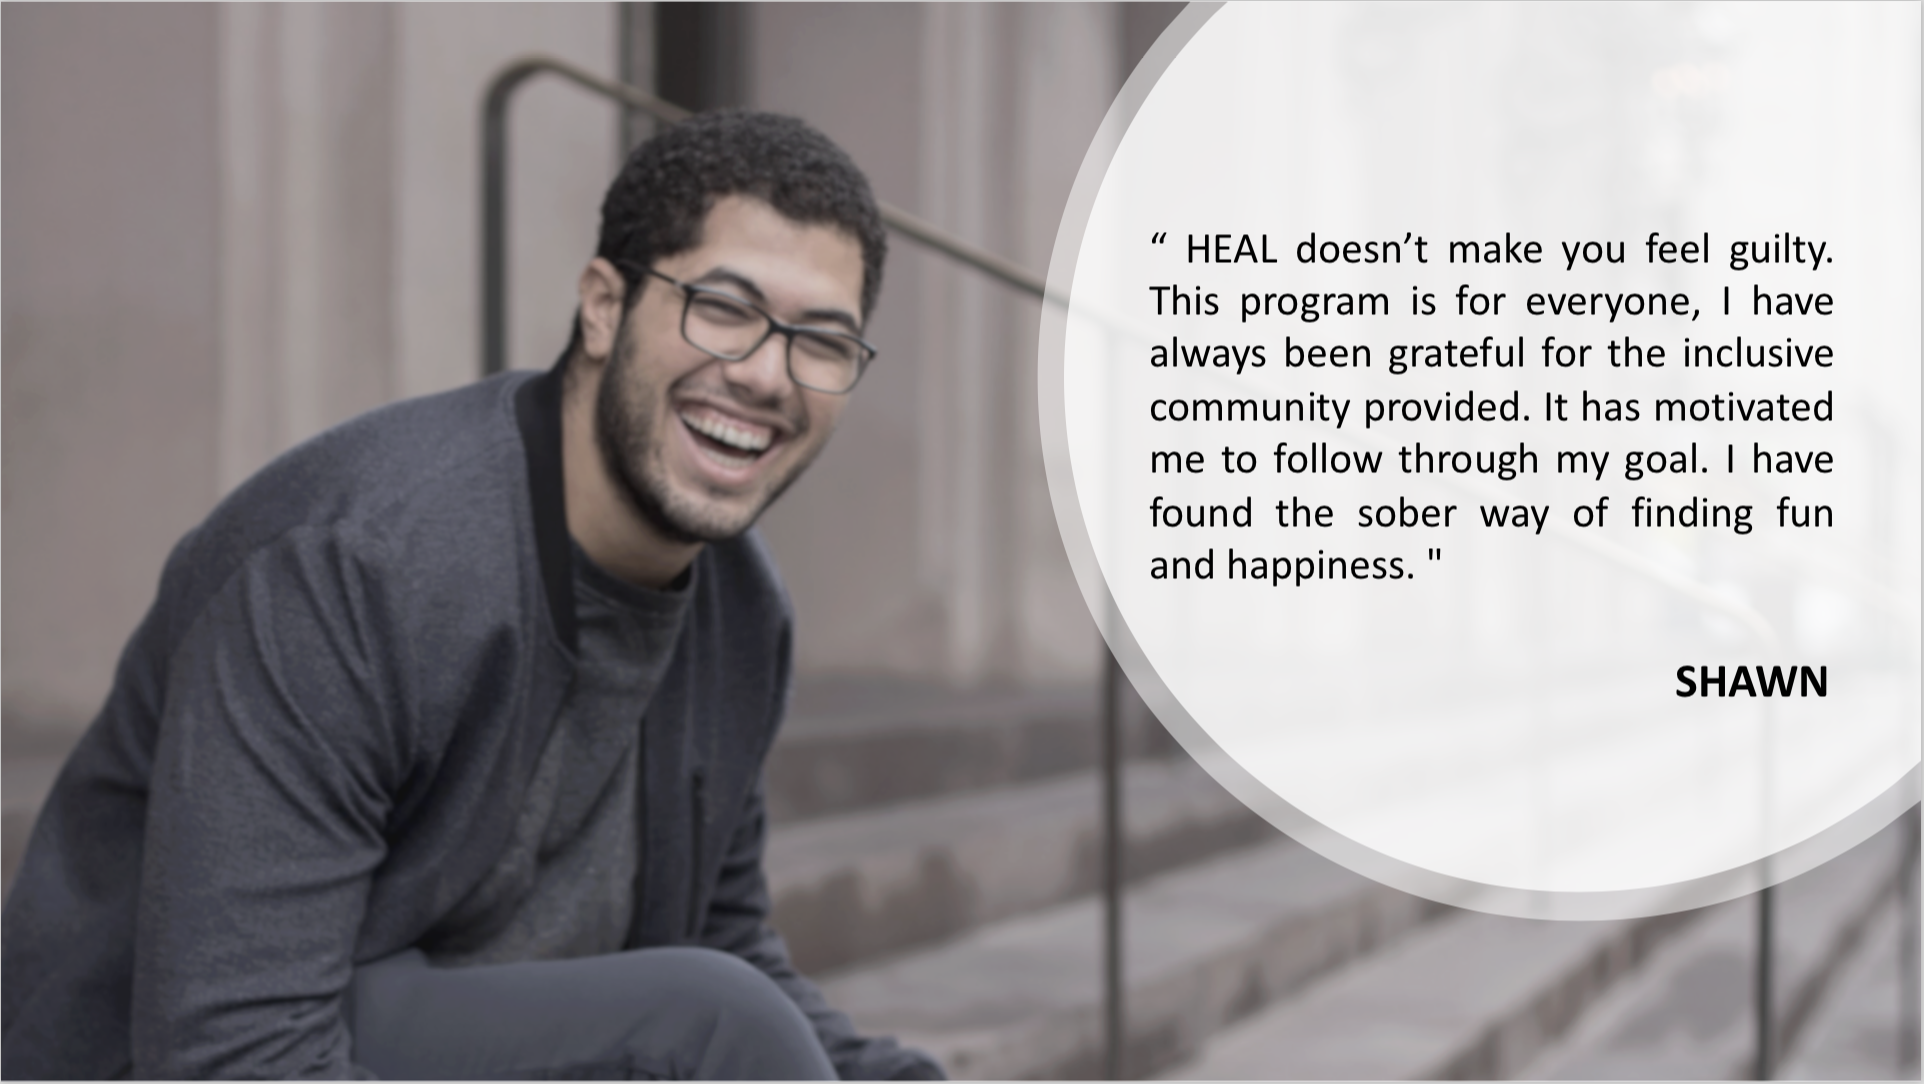 “ HEAL doesn’t make you feel guilty.
This program is for everyone, I have
always been grateful for the inclusive
community provided. It has motivated
me to follow through my goal. I have
found the sober way of finding fun
and happiness. "
SHAWN